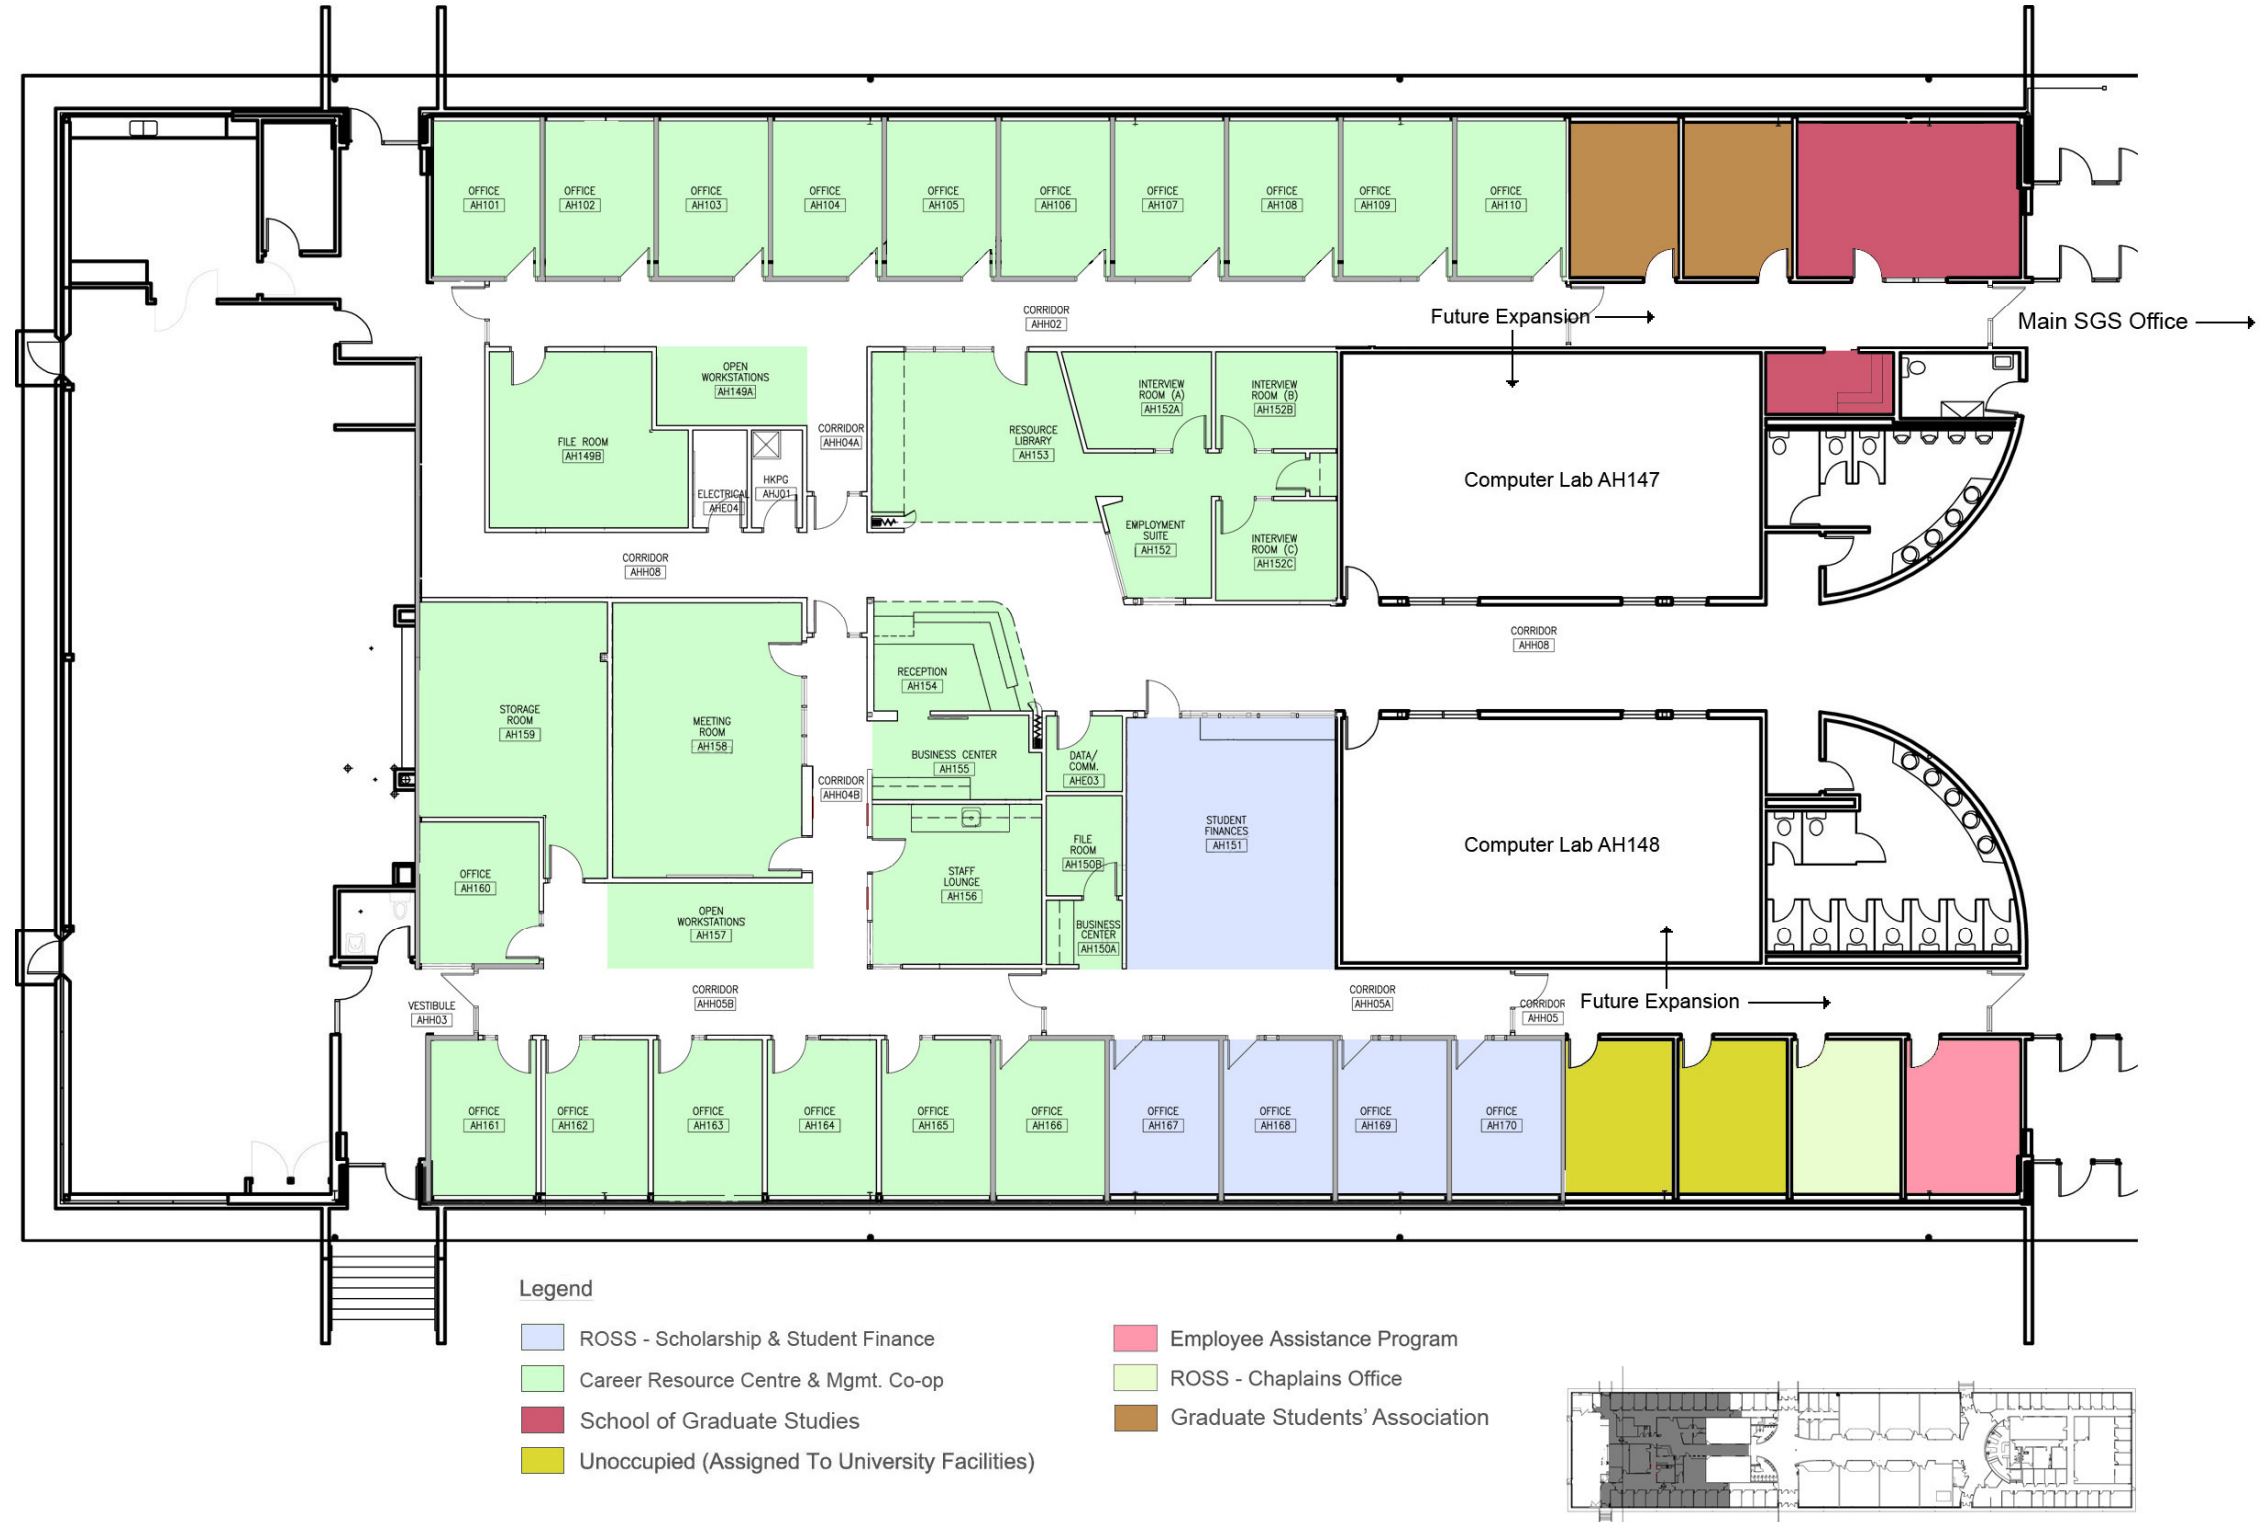 OFFICE
AH101
OFFICE
AH102
OFFICE
AH103
OFFICE
AH104
OFFICE
AH105
OFFICE
AH106
OFFICE
AH107
OFFICE
AH108
OFFICE
AH109
OFFICE
AH110
CORRIDOR
AHH02
Future Expansion
Main SGS Office
OPEN
WORKSTATIONS
AH149A
FILE ROOM
AH149B
ELECTRICAL
AHE04
HKPG
AHJ01
CORRIDOR
AHH04A
RESOURCE
LIBRARY
AH153
INTERVIEW
ROOM (A)
AH152A
INTERVIEW
ROOM (B)
AH152B
EMPLOYMENT
SUITE
AH152
INTERVIEW
ROOM (C)
AH152C
Computer Lab AH147
CORRIDOR
AHH08
CORRIDOR
AHH08
STORAGE
ROOM
AH159
MEETING
ROOM
AH158
RECEPTION
AH154
BUSINESS CENTER
AH155
CORRIDOR
AHH04B
DATA/
COMM.
AHE03
FILE
ROOM
AH150B
STUDENT
FINANCES
AH151
Computer Lab AH148
OFFICE
AH160
STAFF
LOUNGE
AH156
OPEN
WORKSTATIONS
AH157
BUSINESS
CENTER
AH150A
VESTIBULE
AHH03
CORRIDOR
AHH05B
CORRIDOR
AHH05A
CORRIDOR
AHH05
Future Expansion
OFFICE
AH161
OFFICE
AH162
OFFICE
AH163
OFFICE
AH164
OFFICE
AH165
OFFICE
AH166
OFFICE
AH167
OFFICE
AH168
OFFICE
AH169
OFFICE
AH170
Legend
ROSS - Scholarship & Student Finance
Career Resource Centre & Mgmt. Co-op
School of Graduate Studies
Unoccupied (Assigned To University Facilities)
Employee Assistance Program
ROSS - Chaplains Office
Graduate Students' Association